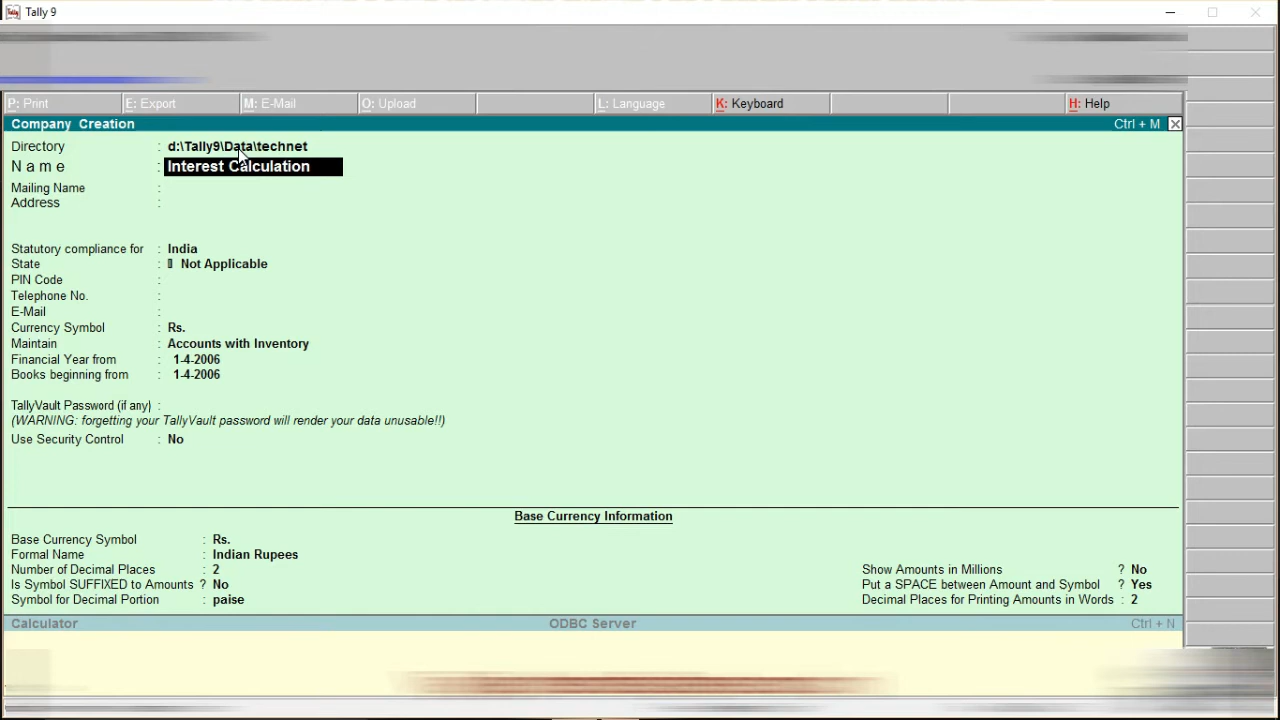 Tally 9
P: Print E: Export M: E-Mail O: Upload L: Language K: Keyboard H: Help
Company Creation Ctrl + M
Directory : d:\Tally9\Data\technet
Name : Interest Calculation
Mailing Name :
Address :
Statutory compliance for : India
State : Not Applicable
PIN Code :
Telephone No. :
E-Mail :
Currency Symbol : Rs.
Maintain : Accounts with Inventory
Financial Year from : 1-4-2006
Books beginning from : 1-4-2006
TallyVault Password (if any) :
(WARNING: forgetting your TallyVault password will render your data unusable!!)
Use Security Control : No
Base Currency Information
Base Currency Symbol : Rs.
Formal Name : Indian Rupees
Number of Decimal Places : 2 Show Amounts in Millions ? No
Is Symbol SUFFIXED to Amounts ? No Put a SPACE between Amount and Symbol ? Yes
Symbol for Decimal Portion : paise Decimal Places for Printing Amounts in Words : 2
Calculator ODBC Server Ctrl + N